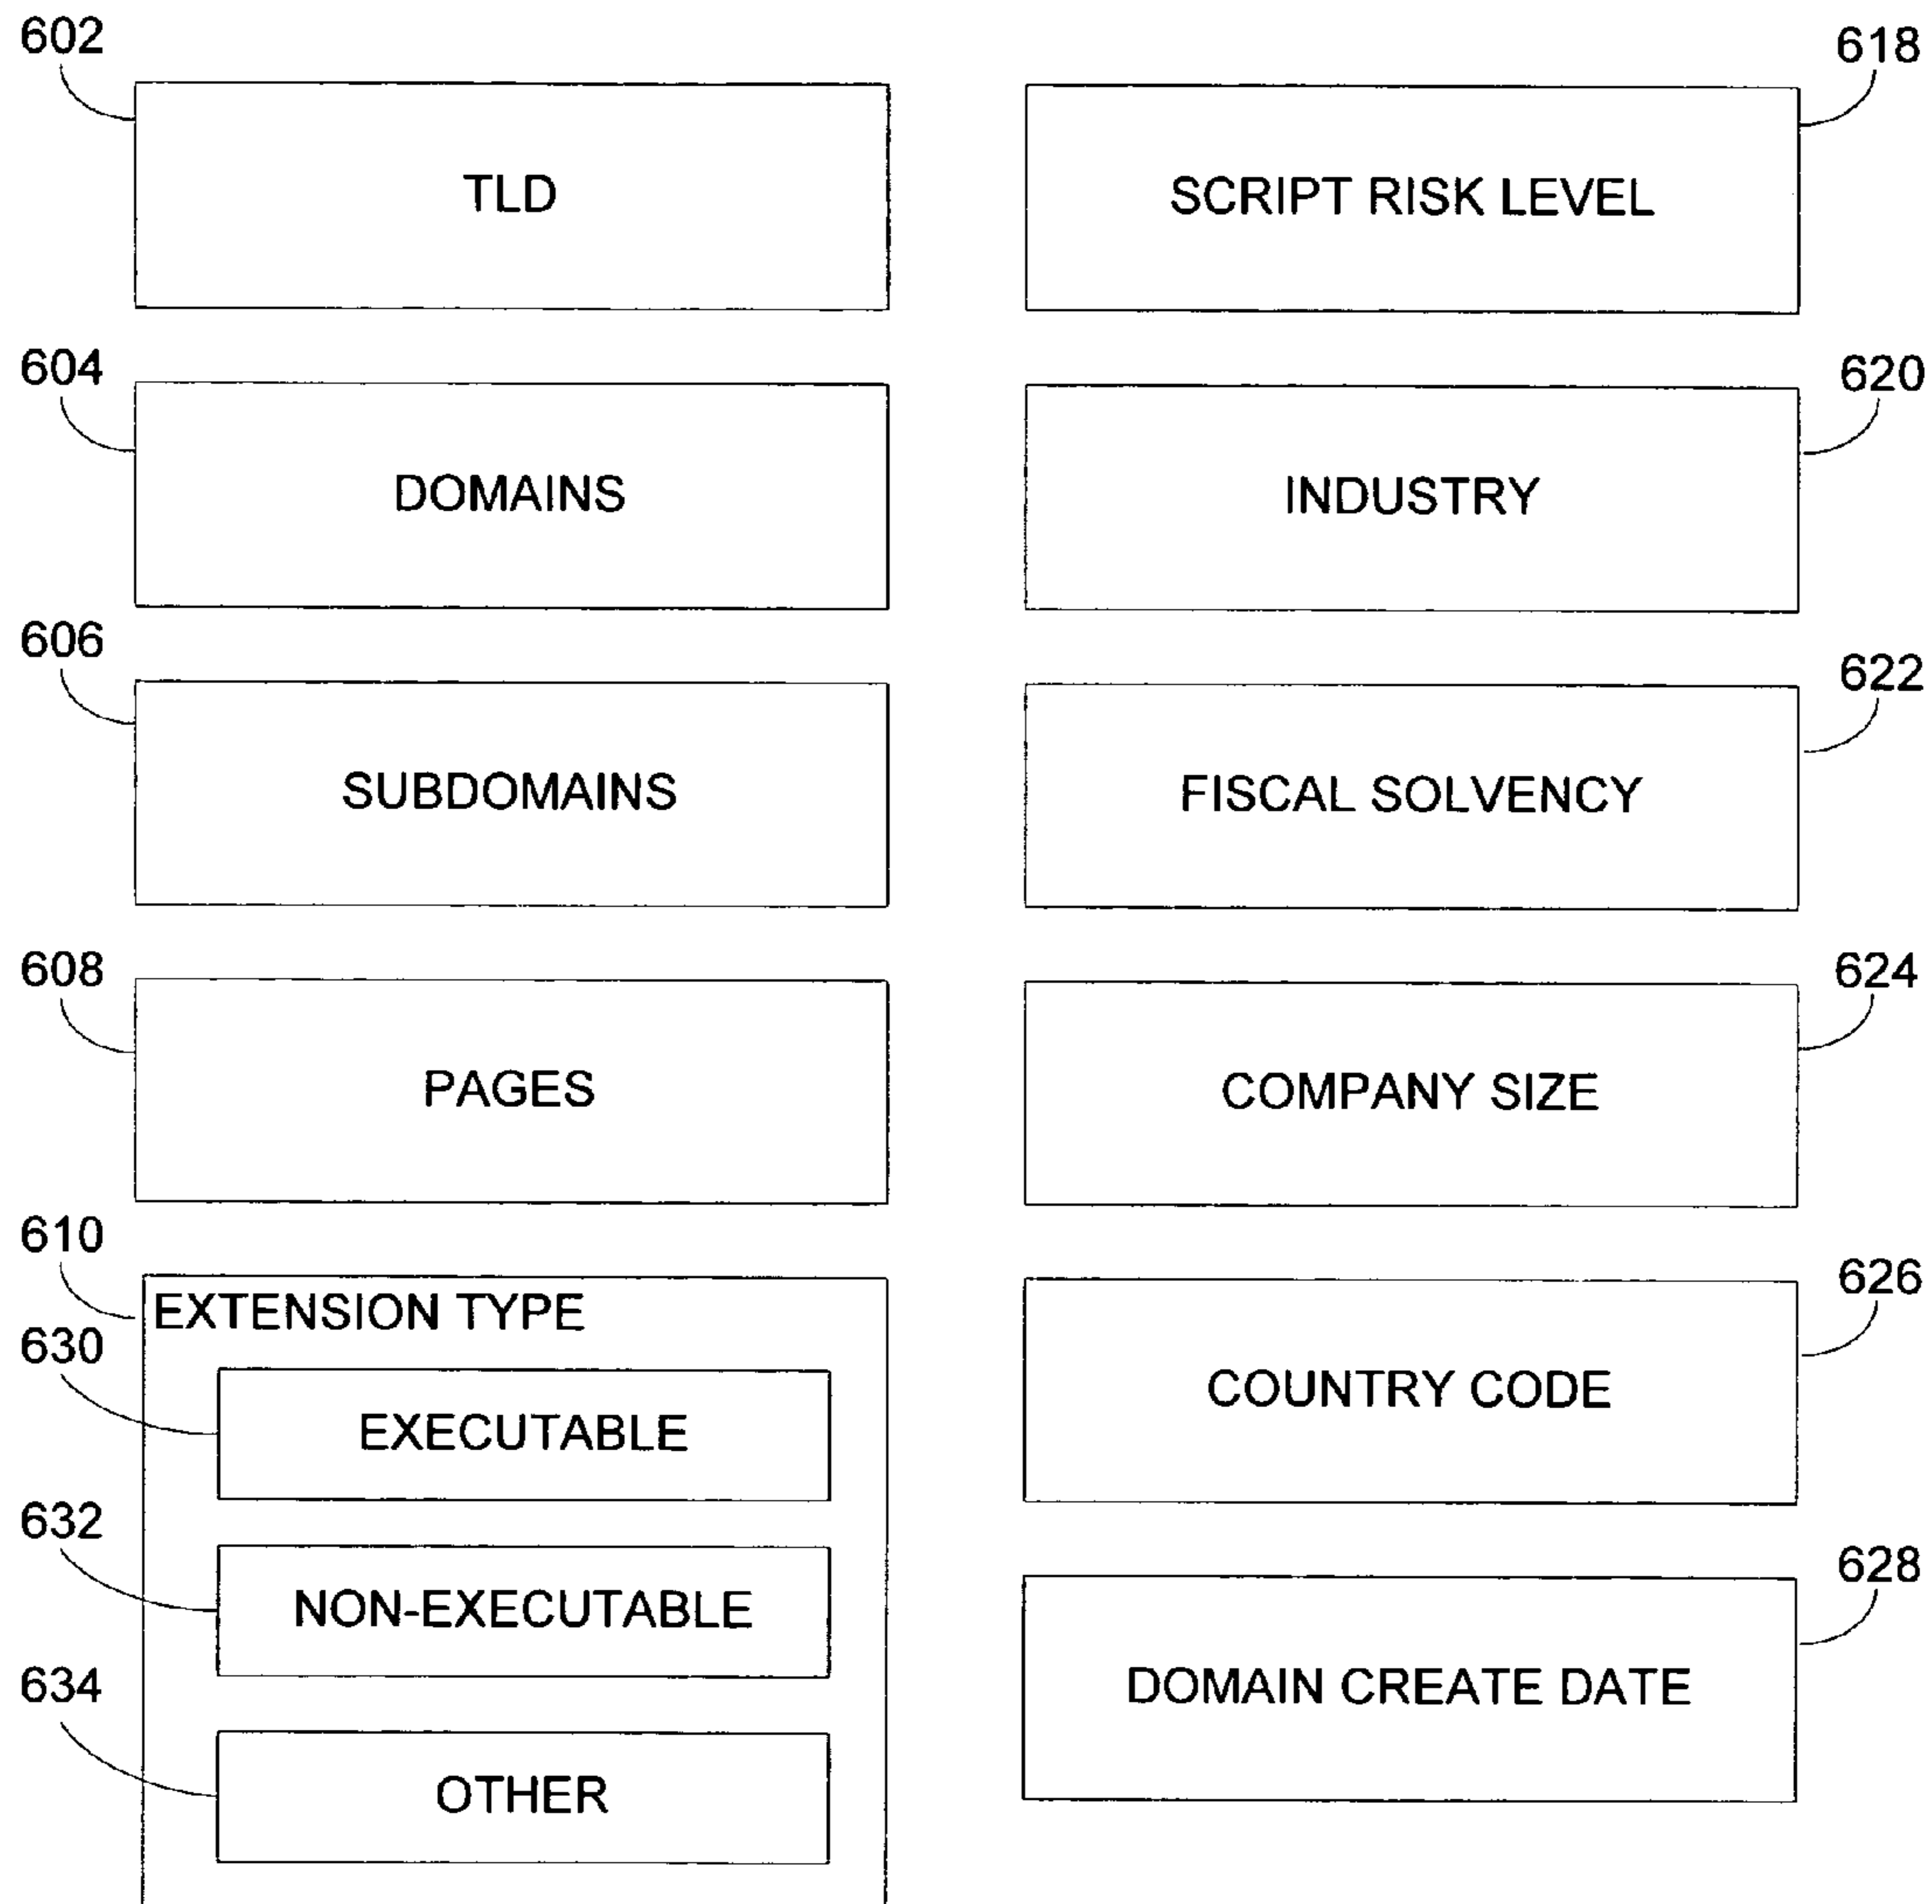 602
TLD
604
DOMAINS
606
SUBDOMAINS
608
PAGES
610
EXTENSION TYPE
630
EXECUTABLE
632
NON-EXECUTABLE
634
OTHER
618
SCRIPT RISK LEVEL
620
INDUSTRY
622
FISCAL SOLVENCY
624
COMPANY SIZE
626
COUNTRY CODE
628
DOMAIN CREATE DATE